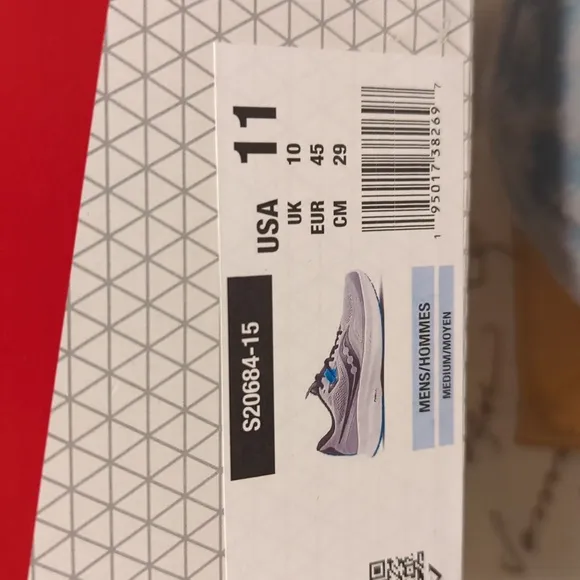 USA 11
UK 10
EUR 45
CM 29
1 95017 38269 7
S20684-15
MENS/HOMMES
MEDIUM/MOYEN